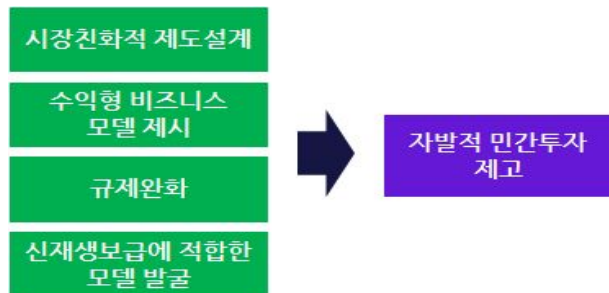 시장친화적 제도설계
수익형 비즈니스
모델 제시
규제완화
신재생보급에 적합한
모델 발굴
자발적 민간투자
제고